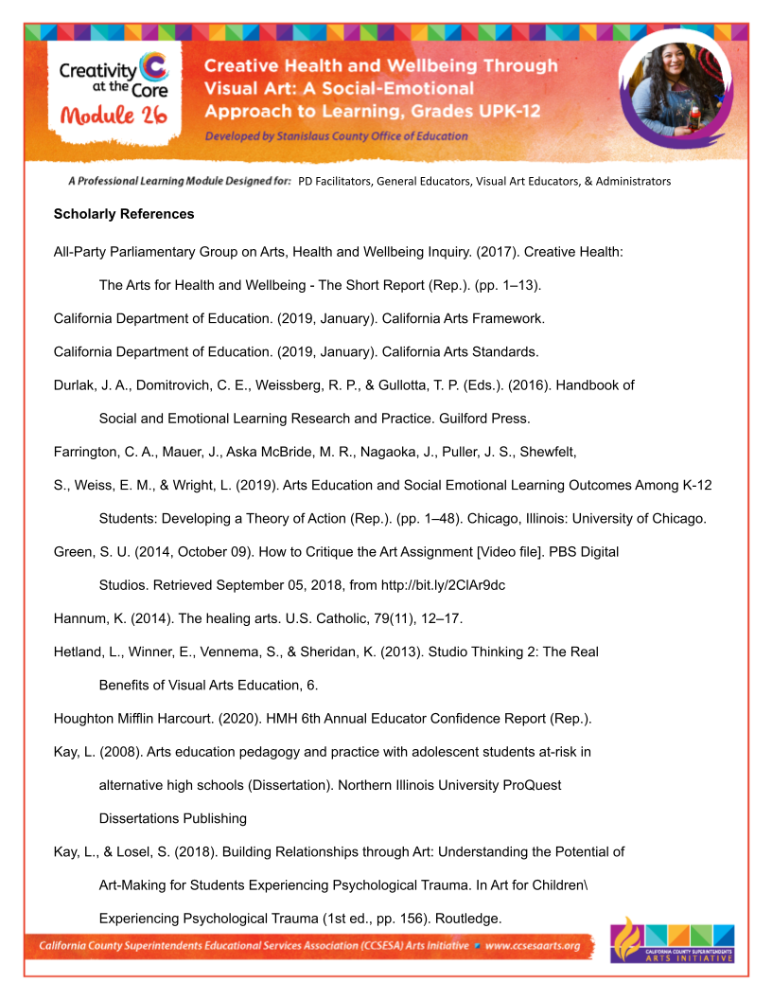 Creativity
at the Core
Module 2b
Creative Health and Wellbeing Through
Visual Art: A Social-Emotional
Approach to Learning, Grades UPK-12
Developed by Stanislaus County Office of Education
A Professional Learning Module Designed for: PD Facilitators, General Educators, Visual Art Educators, & Administrators
Scholarly References
All-Party Parliamentary Group on Arts, Health and Wellbeing Inquiry. (2017). Creative Health:
The Arts for Health and Wellbeing - The Short Report (Rep.). (pp. 1–13).
California Department of Education. (2019, January). California Arts Framework.
California Department of Education. (2019, January). California Arts Standards.
Durlak, J. A., Domitrovich, C. E., Weissberg, R. P., & Gullotta, T. P. (Eds.). (2016). Handbook of
Social and Emotional Learning Research and Practice. Guilford Press.
Farrington, C. A., Mauer, J., Aska McBride, M. R., Nagaoka, J., Puller, J. S., Shewfelt,
S., Weiss, E. M., & Wright, L. (2019). Arts Education and Social Emotional Learning Outcomes Among K-12
Students: Developing a Theory of Action (Rep.). (pp. 1–48). Chicago, Illinois: University of Chicago.
Green, S. U. (2014, October 09). How to Critique the Art Assignment [Video file]. PBS Digital
Studios. Retrieved September 05, 2018, from http://bit.ly/2ClAr9dc
Hannum, K. (2014). The healing arts. U.S. Catholic, 79(11), 12–17.
Hetland, L., Winner, E., Vennema, S., & Sheridan, K. (2013). Studio Thinking 2: The Real
Benefits of Visual Arts Education, 6.
Houghton Mifflin Harcourt. (2020). HMH 6th Annual Educator Confidence Report (Rep.).
Kay, L. (2008). Arts education pedagogy and practice with adolescent students at-risk in
alternative high schools (Dissertation). Northern Illinois University ProQuest
Dissertations Publishing
Kay, L., & Losel, S. (2018). Building Relationships through Art: Understanding the Potential of
Art-Making for Students Experiencing Psychological Trauma. In Art for Children\
Experiencing Psychological Trauma (1st ed., pp. 156). Routledge.
California County Superintendents Educational Services Association (CCSESA) Arts Initiative • www.ccsesaarts.org
CALIFORNIA COUNTY SUPERINTENDENTS
ARTS INITIATIVE